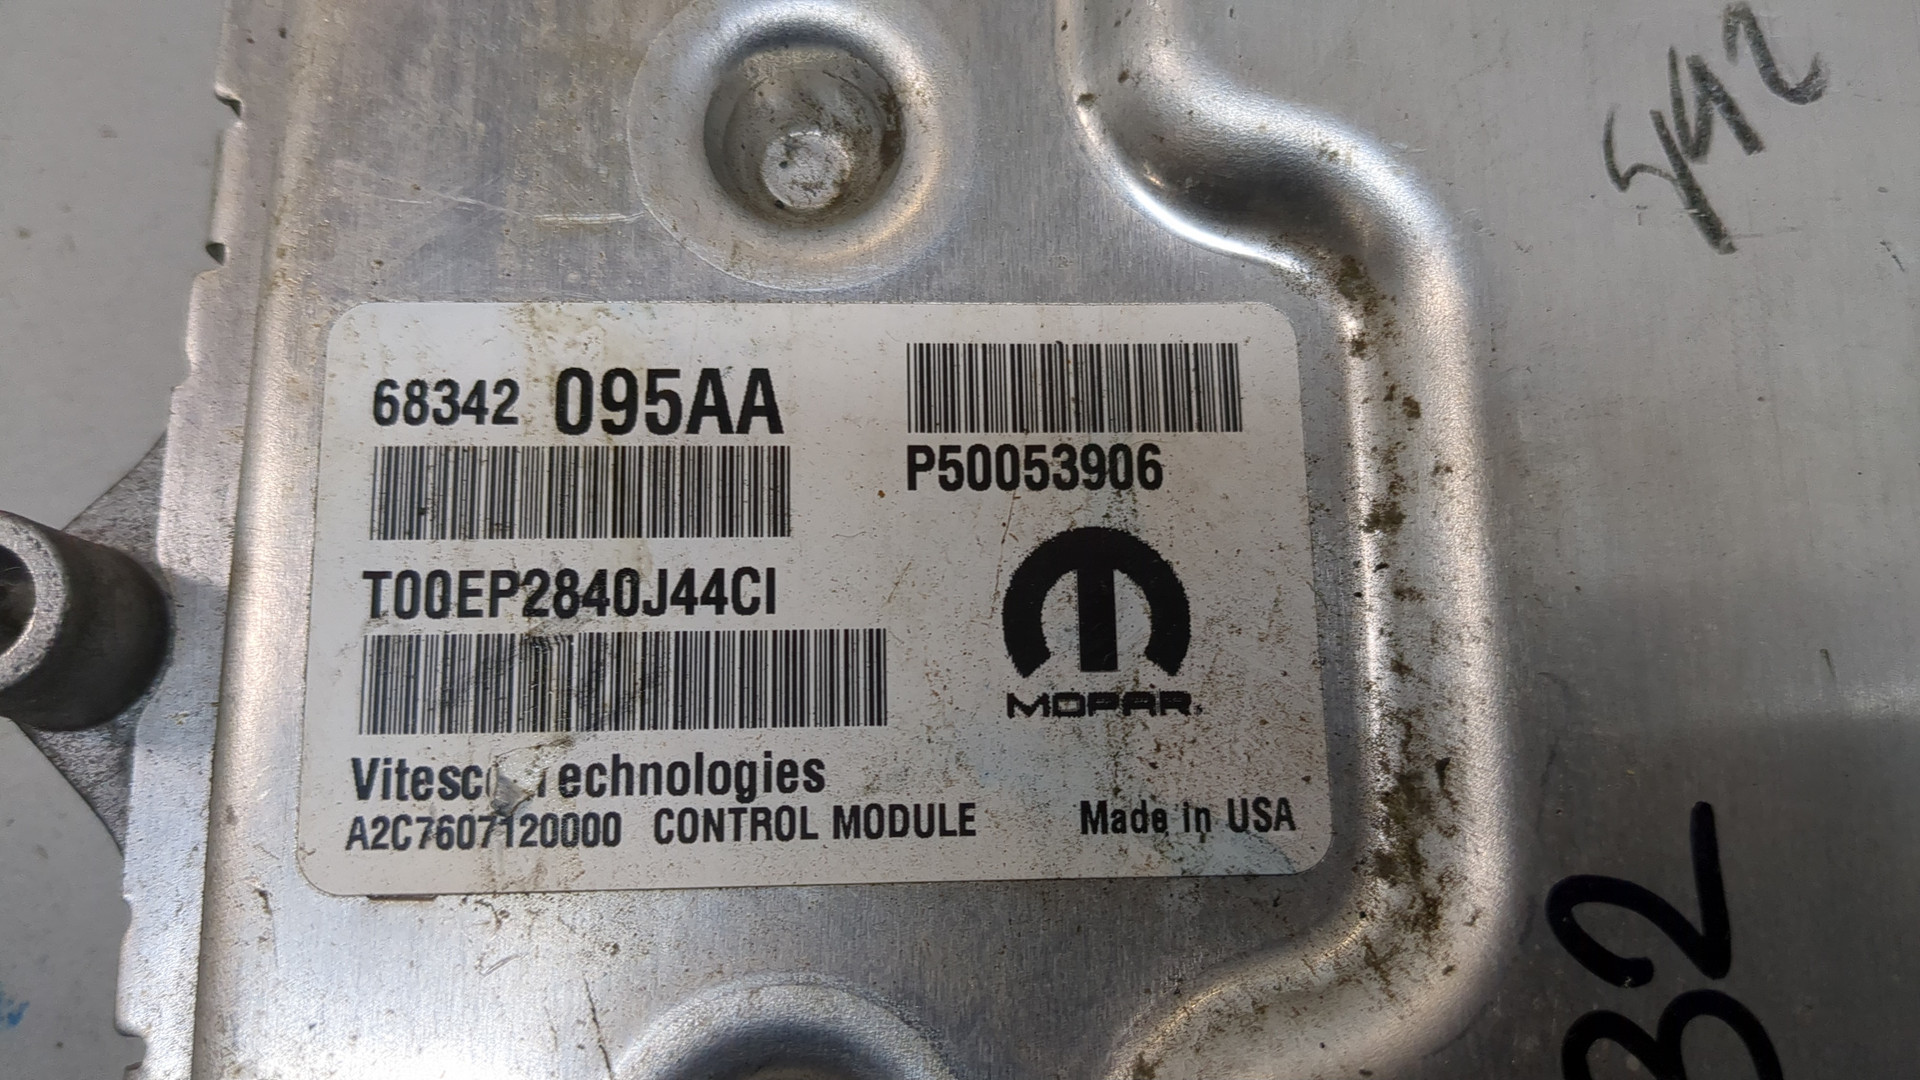 68342 095AA
P50053906
T00EP2840J44CI
MOPAR
Vitesco Technologies
A2C7607120000 CONTROL MODULE
Made in USA